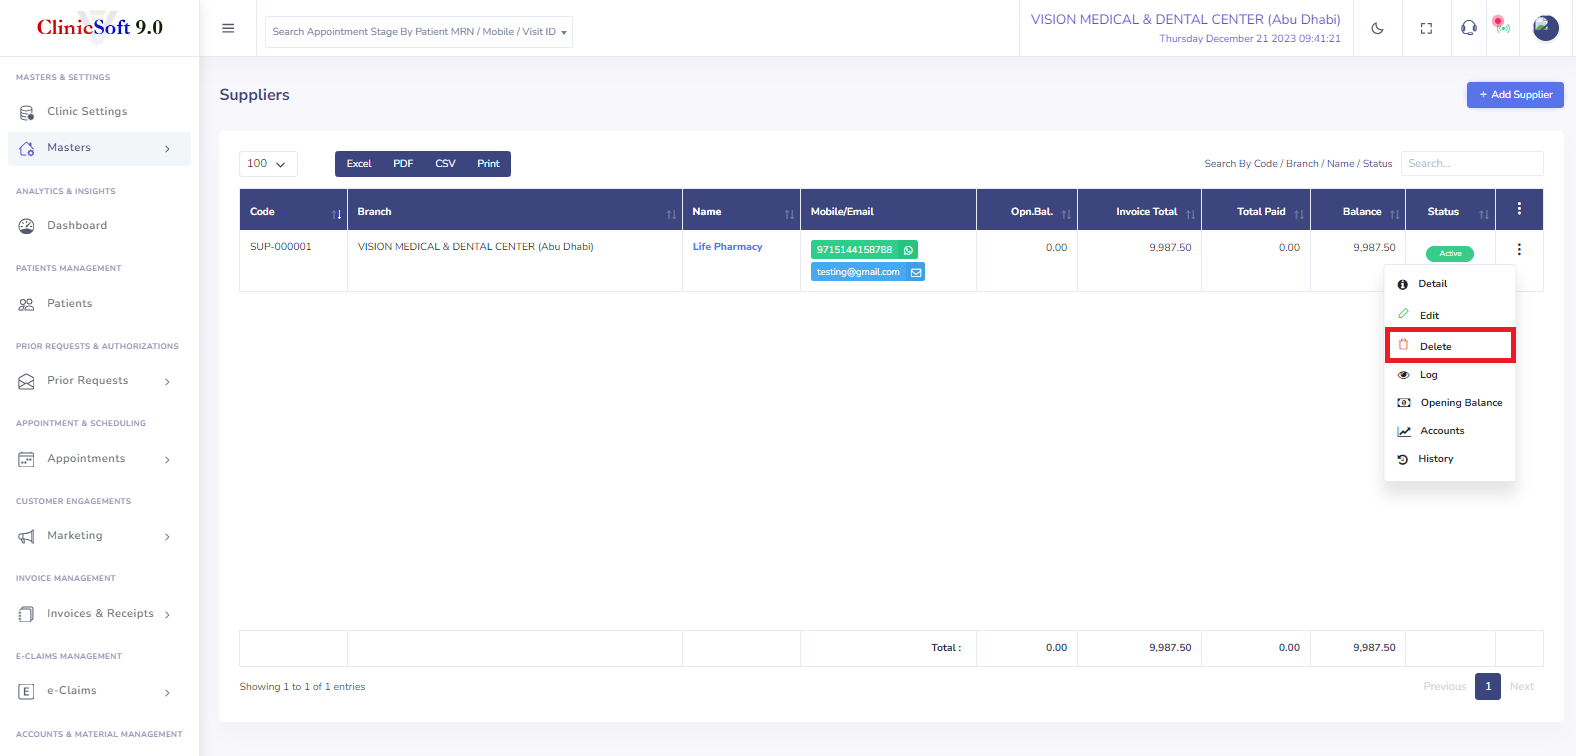 ClinicSoft 9.0
Search Appointment Stage By Patient MRN / Mobile / Visit ID
VISION MEDICAL & DENTAL CENTER (Abu Dhabi)
Thursday December 21 2023 09:41:21
MASTERS & SETTINGS
Clinic Settings
Masters
ANALYTICS & INSIGHTS
Dashboard
PATIENTS MANAGEMENT
Patients
PRIOR REQUESTS & AUTHORIZATIONS
Prior Requests
APPOINTMENT & SCHEDULING
Appointments
CUSTOMER ENGAGEMENTS
Marketing
INVOICE MANAGEMENT
Invoices & Receipts
E-CLAIMS MANAGEMENT
E e-Claims
ACCOUNTS & MATERIAL MANAGEMENT
Suppliers
+ Add Supplier
100
Excel PDF CSV Print
Search By Code / Branch / Name / Status Search...
Code Branch Name Mobile/Email Opn.Bal. Invoice Total Total Paid Balance Status
SUP-000001 VISION MEDICAL & DENTAL CENTER (Abu Dhabi) Life Pharmacy 9715144158788 0.00 9,987.50 0.00 9,987.50 Active
testing@gmail.com
Detail
Edit
Delete
Log
Opening Balance
Accounts
History
Total : 0.00 9,987.50 0.00 9,987.50
Showing 1 to 1 of 1 entries
Previous 1 Next